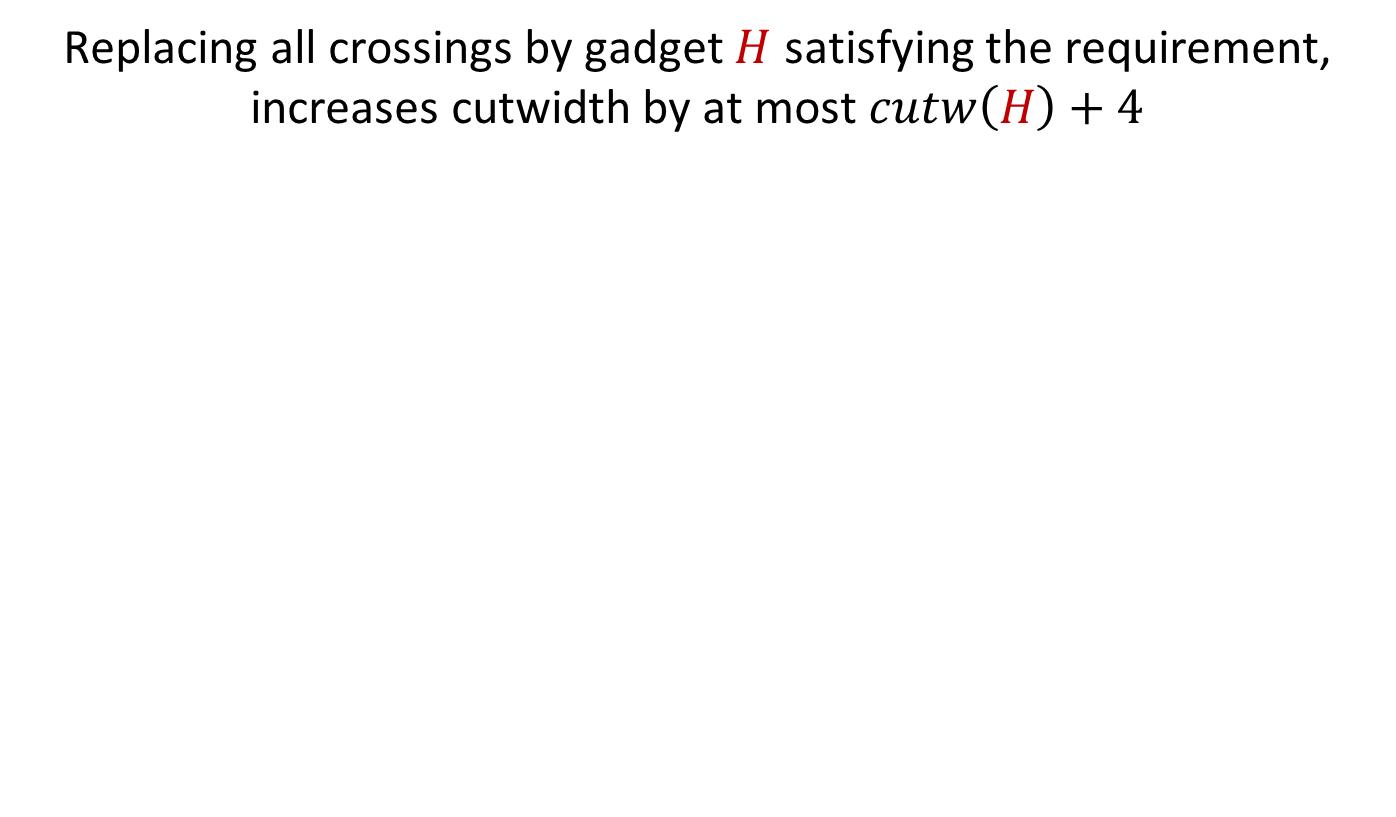 Replacing all crossings by gadget 𝐻 satisfying the requirement,
increases cutwidth by at most 𝑐𝑢𝑡𝑤(𝐻) + 4